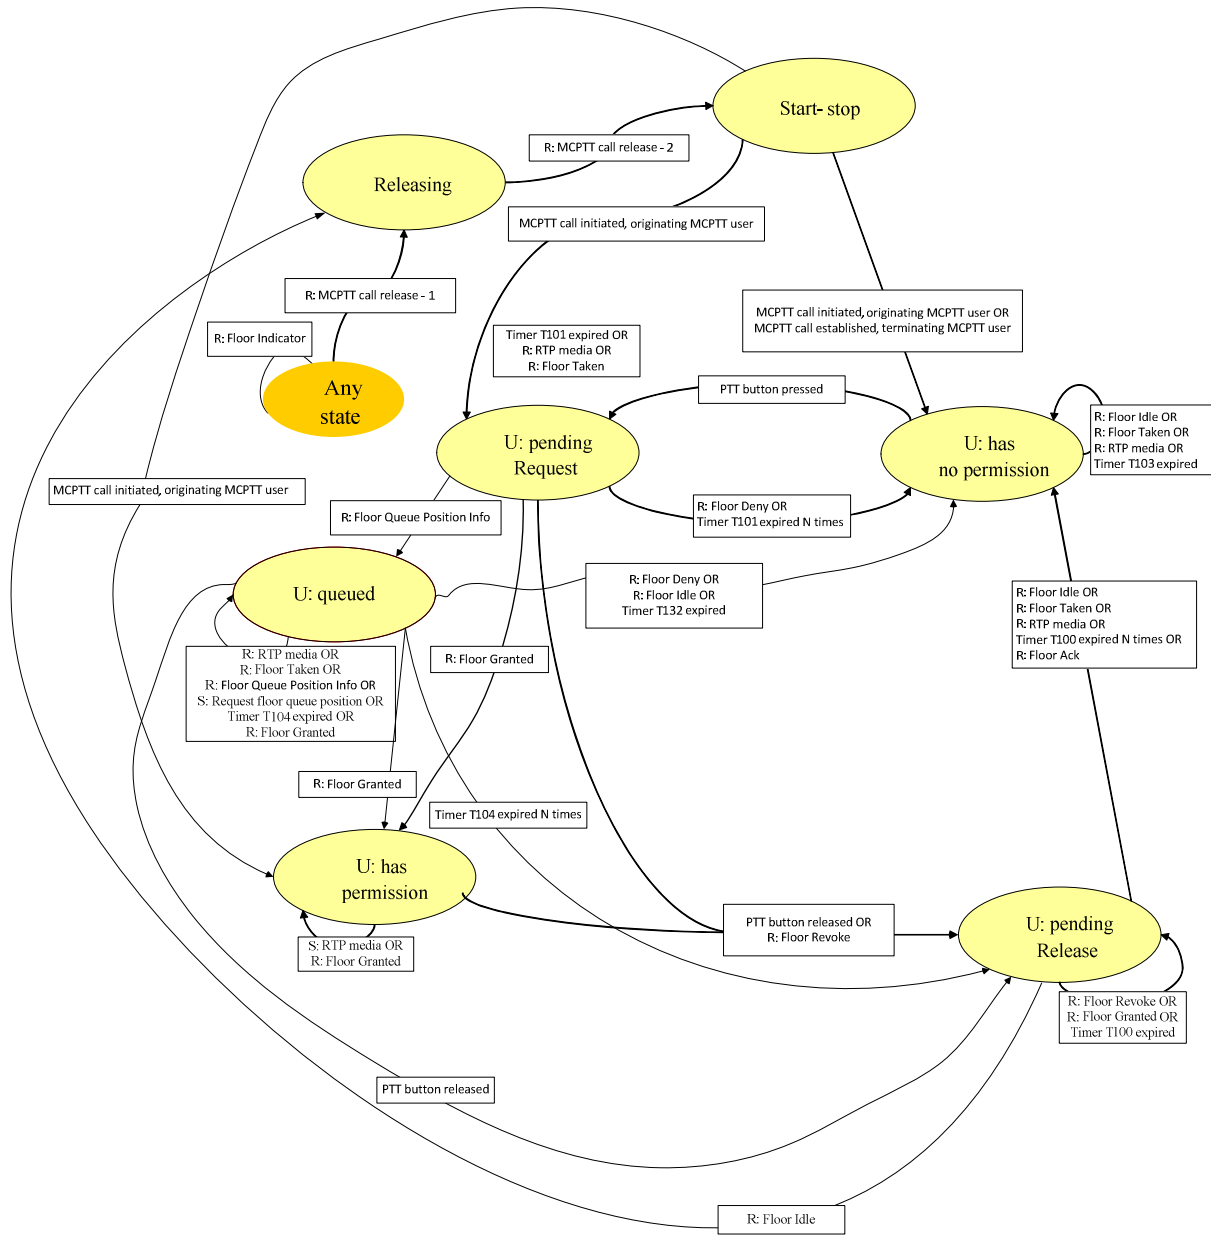 Start- stop
R: MCPTT call release - 2
Releasing
MCPTT call initiated, originating MCPTT user
R: MCPTT call release - 1
MCPTT call initiated, originating MCPTT user OR
MCPTT call established, terminating MCPTT user
R: Floor Indicator
Timer T101 expired OR
R: RTP media OR
R: Floor Taken
Any
state
PTT button pressed
U: pending
Request
U: has
no permission
R: Floor Idle OR
R: Floor Taken OR
R: RTP media OR
Timer T103 expired
MCPTT call initiated, originating MCPTT user
R: Floor Queue Position Info
R: Floor Deny OR
Timer T101 expired N times
U: queued
R: Floor Deny OR
R: Floor Idle OR
Timer T132 expired
R: Floor Idle OR
R: Floor Taken OR
R: RTP media OR
Timer T100 expired N times OR
R: Floor Ack
R: RTP media OR
R: Floor Taken OR
R: Floor Queue Position Info OR
S: Request floor queue position OR
Timer T104 expired OR
R: Floor Granted
R: Floor Granted
R: Floor Granted
Timer T104 expired N times
U: has
permission
PTT button released OR
R: Floor Revoke
U: pending
Release
S: RTP media OR
R: Floor Granted
R: Floor Revoke OR
R: Floor Granted OR
Timer T100 expired
PTT button released
R: Floor Idle